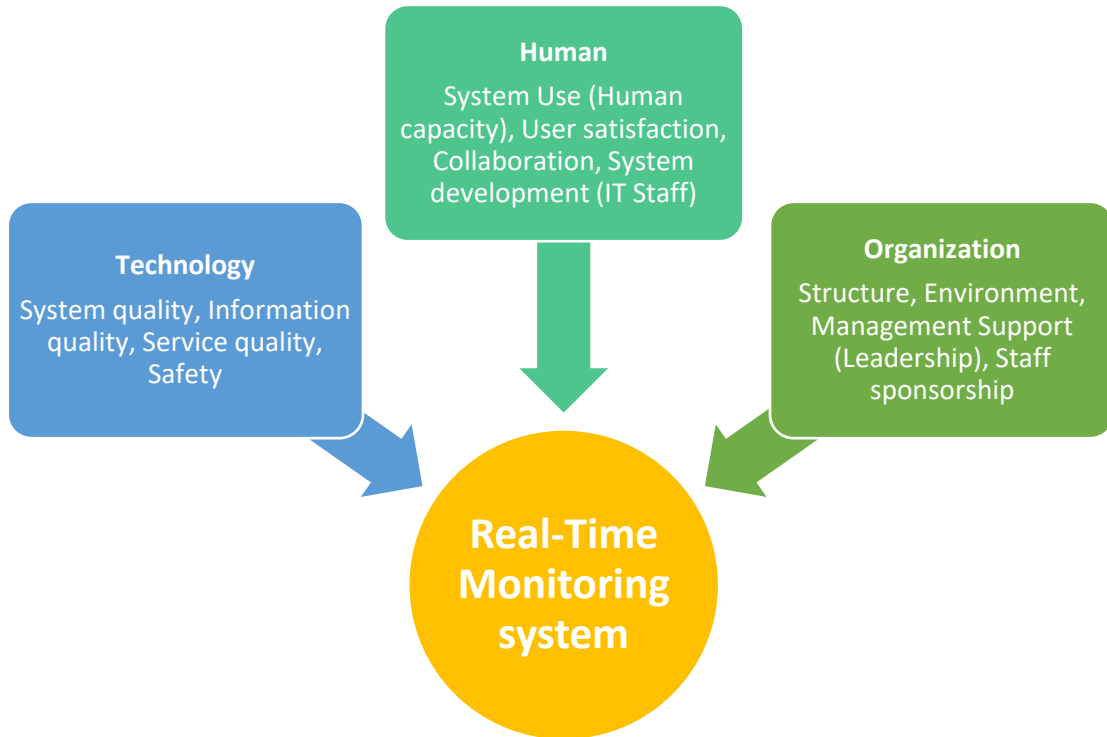 Human
System Use (Human
capacity), User satisfaction,
Collaboration, System
development (IT Staff)
Technology
System quality, Information
quality, Service quality,
Safety
Organization
Structure, Environment,
Management Support
(Leadership), Staff
sponsorship
Real-Time
Monitoring
system